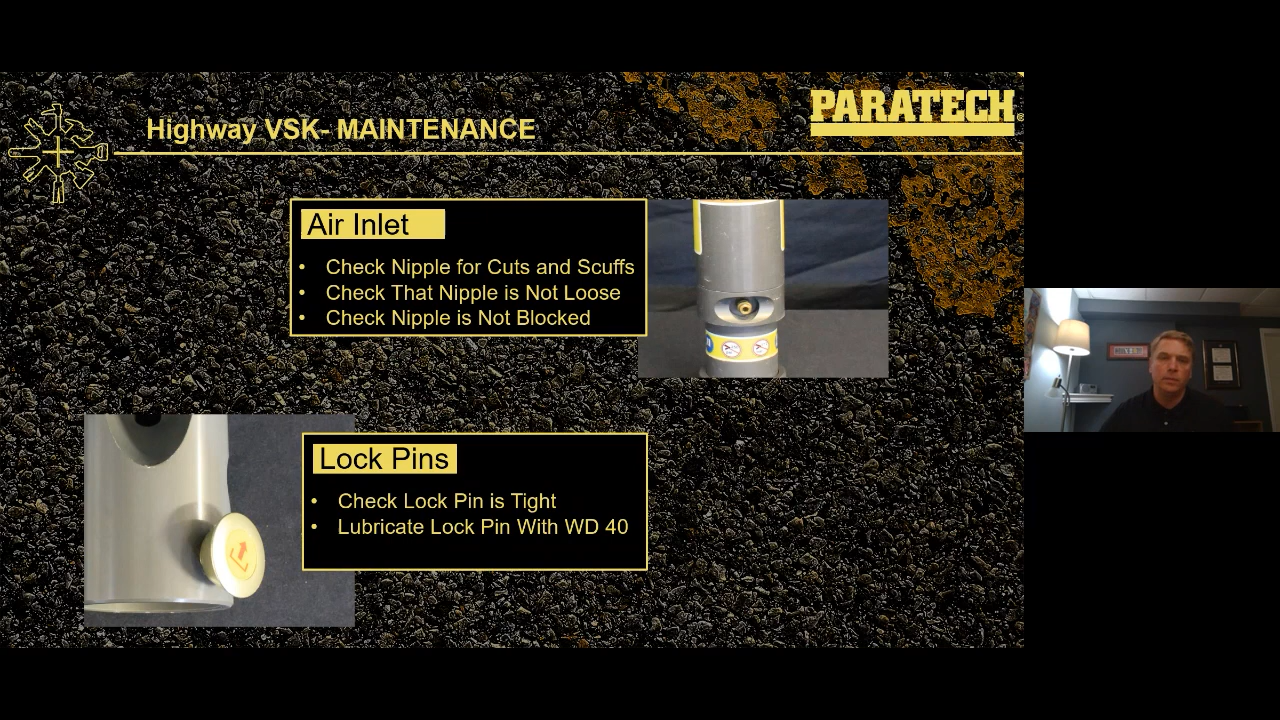 PARATECH®
Highway VSK- MAINTENANCE
Air Inlet
• Check Nipple for Cuts and Scuffs
• Check That Nipple is Not Loose
• Check Nipple is Not Blocked
Lock Pins
• Check Lock Pin is Tight
• Lubricate Lock Pin With WD 40